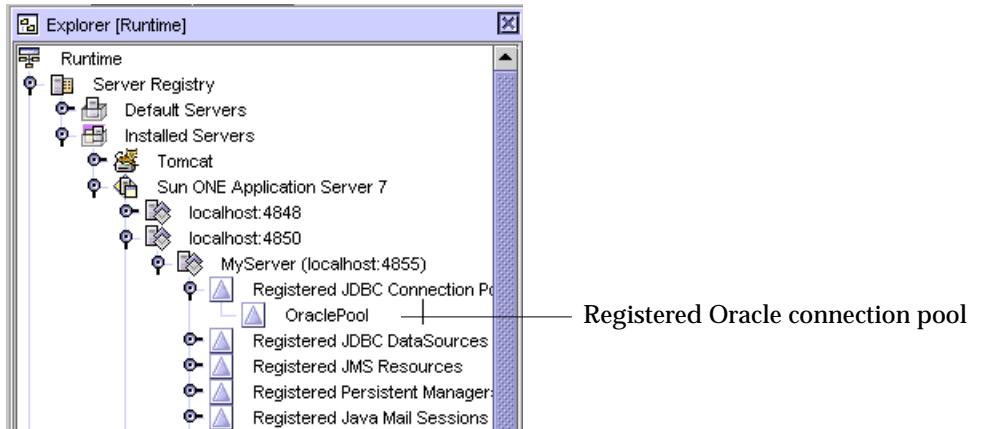 Explorer [Runtime]
Runtime
Server Registry
Default Servers
Installed Servers
Tomcat
Sun ONE Application Server 7
localhost:4848
localhost:4850
MyServer (localhost:4855)
Registered JDBC Connection Po
OraclePool
Registered Oracle connection pool
Registered JDBC DataSources
Registered JMS Resources
Registered Persistent Manager
Registered Java Mail Sessions